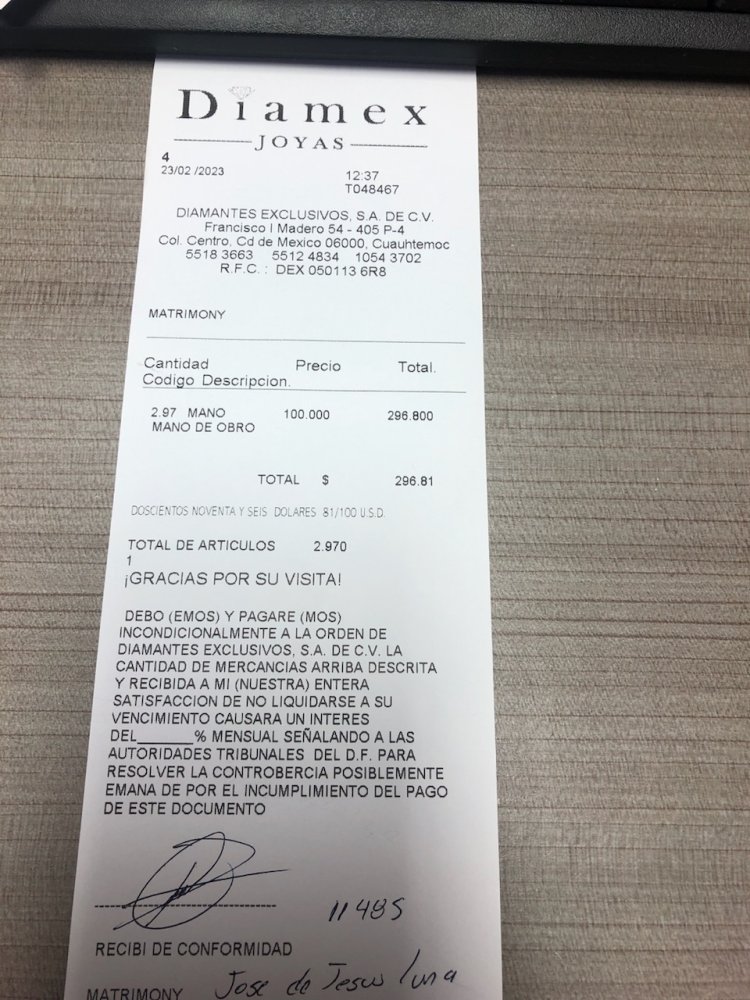 Diamex
JOYAS
4
23/02 /2023
12:37
T048467
DIAMANTES EXCLUSIVOS, S.A. DE C.V.
Francisco I Madero 54 - 405 P-4
Col. Centro, Cd de Mexico 06000, Cuauhtemoc
5518 3663 5512 4834 1054 3702
R.F.C. : DEX 050113 6R8
MATRIMONY
Cantidad Precio Total.
Codigo Descripcion.
2.97 MANO 100.000 296.800
MANO DE OBRO
TOTAL $ 296.81
DOSCIENTOS NOVENTA Y SEIS DOLARES 81/100 U.S.D.
TOTAL DE ARTICULOS 2.970
1
¡GRACIAS POR SU VISITA!
DEBO (EMOS) Y PAGARE (MOS)
INCONDICIONALMENTE A LA ORDEN DE
DIAMANTES EXCLUSIVOS, S.A. DE C.V. LA
CANTIDAD DE MERCANCIAS ARRIBA DESCRITA
Y RECIBIDA A MI (NUESTRA) ENTERA
SATISFACCION DE NO LIQUIDARSE A SU
VENCIMIENTO CAUSARA UN INTERES
DEL_______% MENSUAL SEÑALANDO A LAS
AUTORIDADES TRIBUNALES DEL D.F. PARA
RESOLVER LA CONTROBERCIA POSIBLEMENTE
EMANA DE POR EL INCUMPLIMIENTO DEL PAGO
DE ESTE DOCUMENTO
11485
RECIBI DE CONFORMIDAD
MATRIMONY Jose de Jesus luna